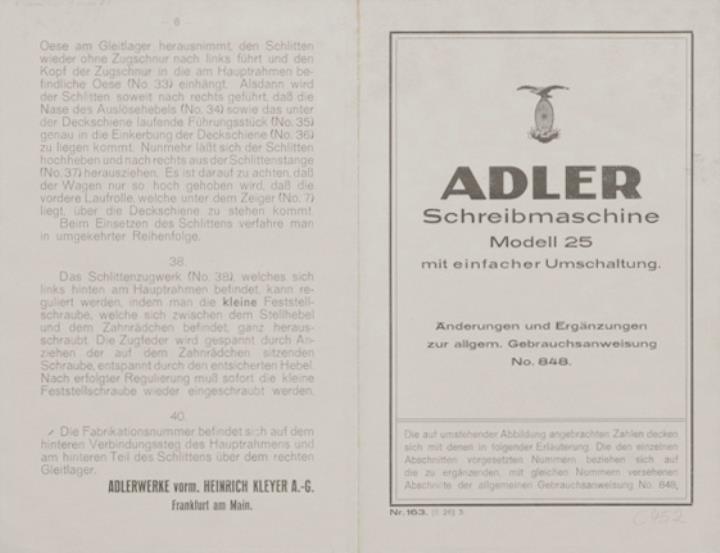 — 6 —
Oese am Gleitlager herausnimmt, den Schlitten
wieder ohne Zugschnur nach links führt und den
Kopf der Zugschnur in die am Hauptrahmen be-
findliche Oese (No. 33) einhängt. Alsdann wird
der Schlitten soweit nach rechts geführt, daß die
Nase des Auslösehebels (No. 34) sowie das unter
der Deckschiene laufende Führungsstück (No. 35)
genau in die Einkerbung der Deckschiene (No. 36)
zu liegen kommt. Nunmehr läßt sich der Schlitten
hochheben und nach rechts aus der Schlittenstange
(No. 37) herausziehen. Es ist darauf zu achten, daß
der Wagen nur so hoch gehoben wird, daß die
vordere Laufrolle, welche unter dem Zeiger (No. 7)
liegt, über die Deckschiene zu stehen kommt.
Beim Einsetzen des Schlittens verfahre man
in umgekehrter Reihenfolge.
38.
Das Schlittenzugwerk (No. 38), welches sich
links hinten am Hauptrahmen befindet, kann re-
guliert werden, indem man die kleine Feststell-
schraube, welche sich zwischen dem Stellhebel
und dem Zahnrädchen befindet, ganz heraus-
schraubt. Die Zugfeder wird gespannt durch An-
ziehen der auf dem Zahnrädchen sitzenden
Schraube, entspannt durch den entsicherten Hebel.
Nach erfolgter Regulierung muß sofort die kleine
Feststellschraube wieder eingeschraubt werden.
40.
Die Fabrikationsnummer befindet sich auf dem
hinteren Verbindungssteg des Hauptrahmens und
am hinteren Teil des Schlittens über dem rechten
Gleitlager.
ADLERWERKE vorm. HEINRICH KLEYER A.-G.
Frankfurt am Main.
ADLER
Schreibmaschine
Modell 25
mit einfacher Umschaltung.
Änderungen und Ergänzungen
zur allgem. Gebrauchsanweisung
No. 848.
Die auf umstehender Abbildung angebrachten Zahlen decken
sich mit denen in folgender Erläuterung. Die den einzelnen
Abschnitten vorgesetzten Nummern beziehen sich auf
die zu ergänzenden, mit gleichen Nummern versehenen
Abschnitte der allgemeinen Gebrauchsanweisung No. 848.
Nr. 163. (I. 26) 3.
C 952